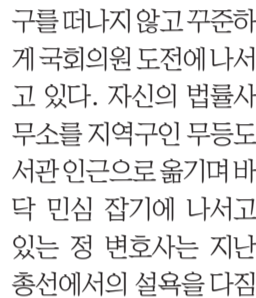 구를 떠나지 않고 꾸준하
게 국회의원 도전에 나서
고 있다. 자신의 법률사
무소를 지역구인 무등도
서관 인근으로 옮기며 바
닥 민심 잡기에 나서고
있는 정 변호사는 지난
총선에서의 설욕을 다짐